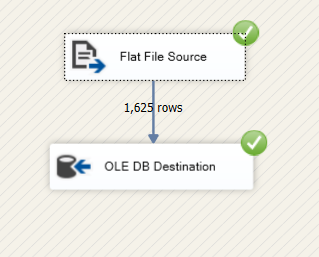 Flat File Source
1,625 rows
OLE DB Destination